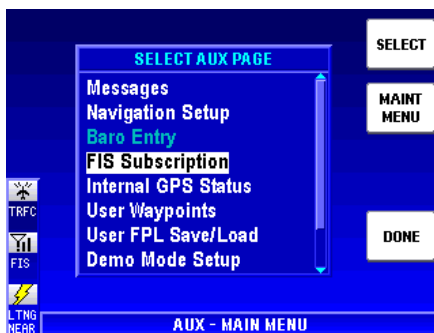 SELECT AUX PAGE
Messages
Navigation Setup
Baro Entry
FIS Subscription
Internal GPS Status
User Waypoints
User FPL Save/Load
Demo Mode Setup
SELECT
MAINT
MENU
DONE
TRFC
FIS
LTNG
NEAR
AUX - MAIN MENU